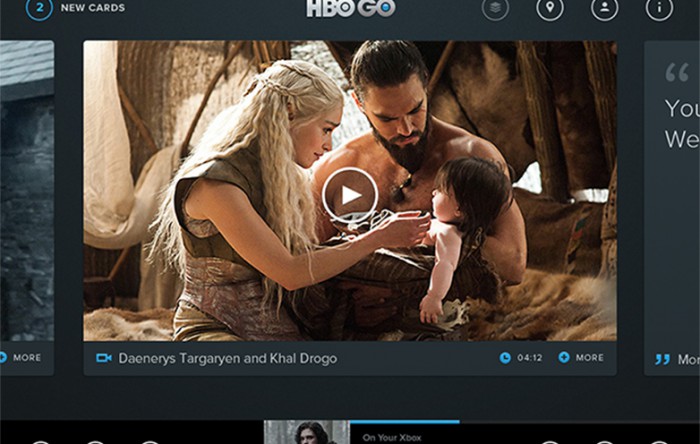 2 NEW CARDS
HBO GO
i
“
You
We
MORE
Daenerys Targaryen and Khal Drogo
04:12
MORE
”
Mor
On Your Xbox